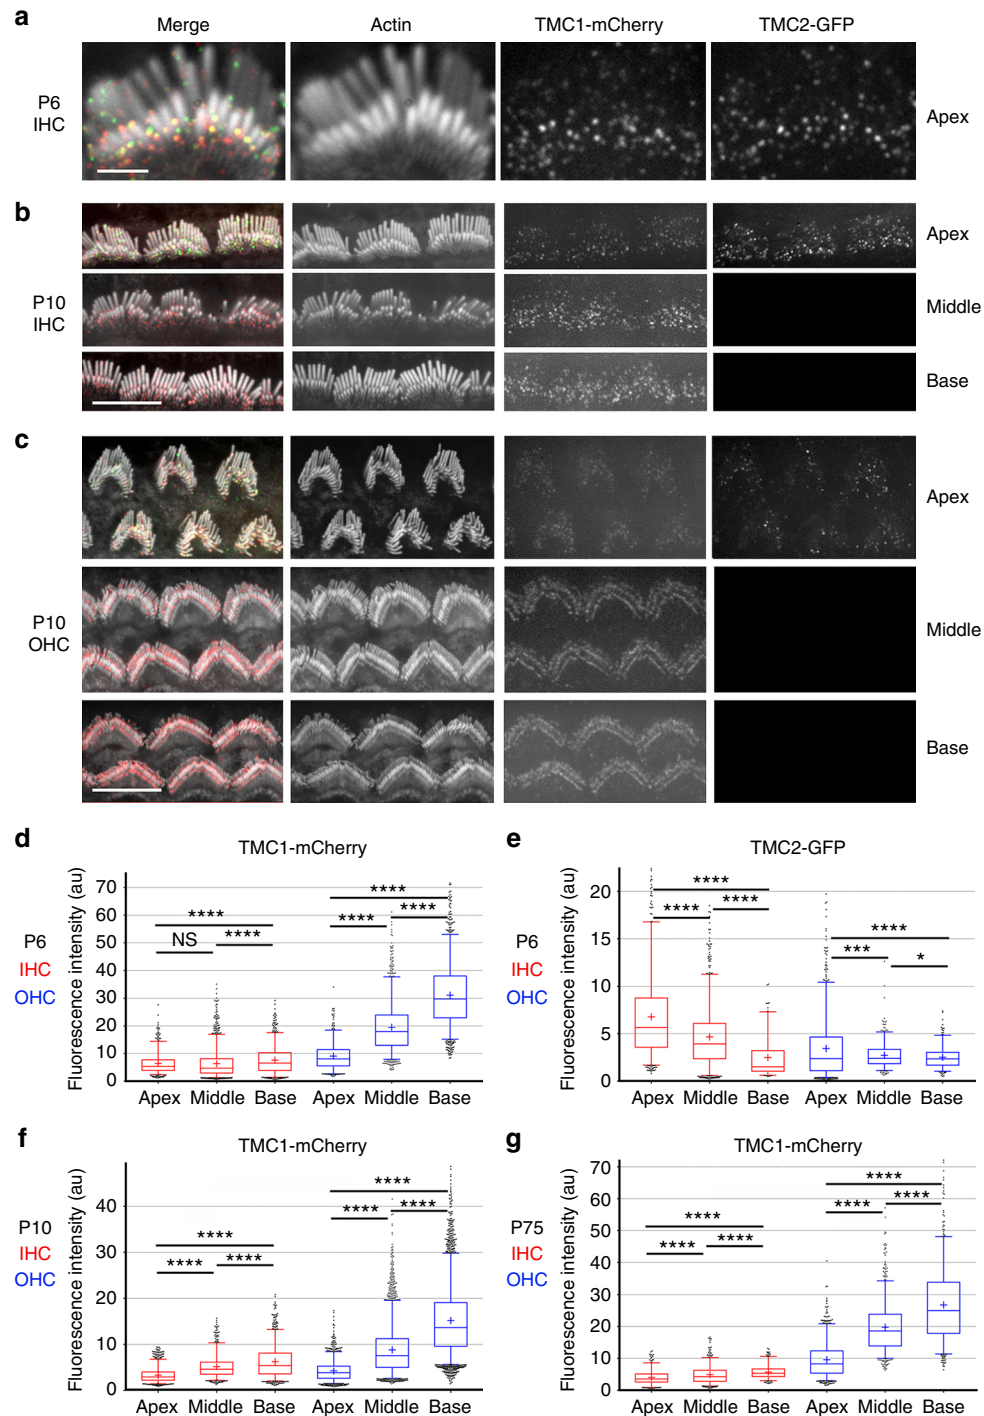 a
Merge Actin TMC1-mCherry TMC2-GFP
P6
IHC
Apex
b
Apex
P10
IHC
Middle
Base
c
Apex
P10
OHC
Middle
Base
d
TMC1-mCherry
Fluorescence intensity (au)
P6
IHC
OHC
70
60
50
40
30
20
10
0
****
NS
****
****
****
****
Apex Middle Base Apex Middle Base
e
TMC2-GFP
Fluorescence intensity (au)
P6
IHC
OHC
20
15
10
5
0
****
****
****
****
***
*
Apex Middle Base Apex Middle Base
f
TMC1-mCherry
Fluorescence intensity (au)
P10
IHC
OHC
40
30
20
10
0
****
****
****
****
****
****
Apex Middle Base Apex Middle Base
g
TMC1-mCherry
Fluorescence intensity (au)
P75
IHC
OHC
70
60
50
40
30
20
10
0
****
****
****
****
****
****
Apex Middle Base Apex Middle Base